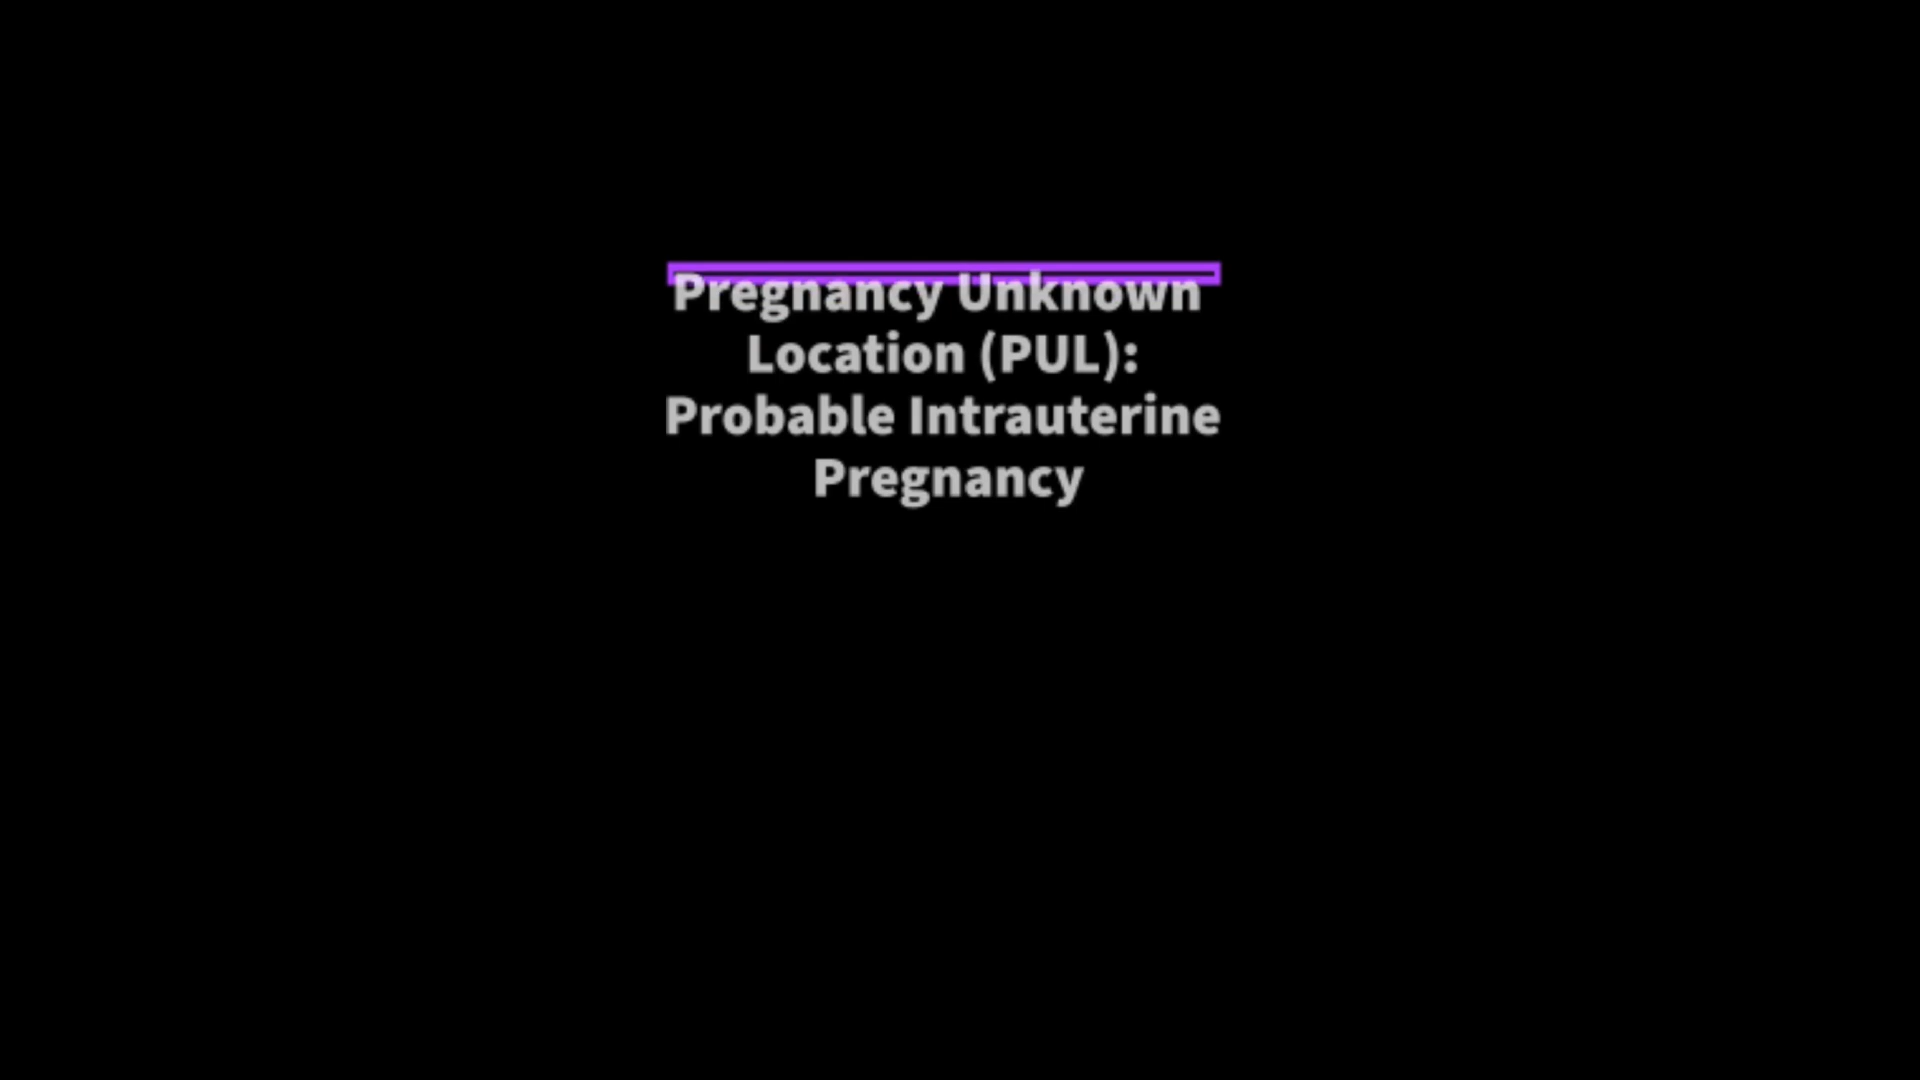 Pregnancy Unknown
Location (PUL):
Probable Intrauterine
Pregnancy